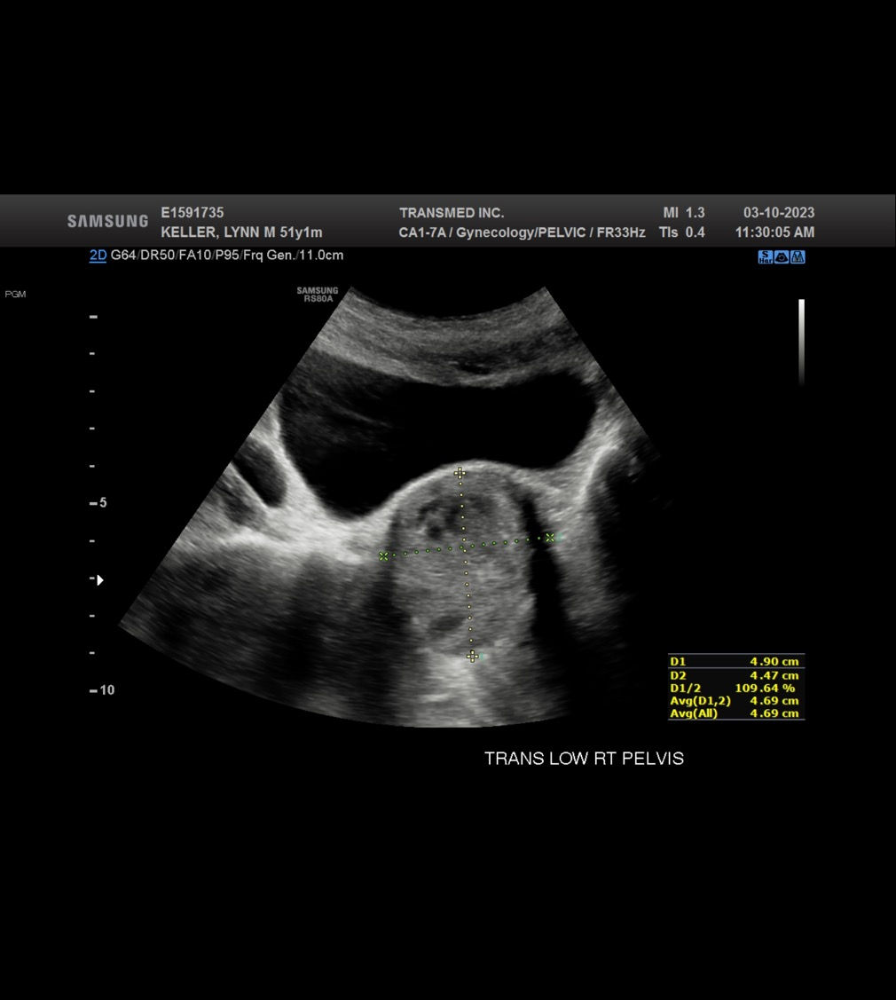 SAMSUNG
E1591735
KELLER, LYNN M 51y1m
TRANSMED INC.
CA1-7A / Gynecology/PELVIC / FR33Hz
MI 1.3
TIs 0.4
03-10-2023
11:30:05 AM
2D G64/DR50/FA10/P95/Frq Gen./11.0cm
S
Har
PGM
SAMSUNG
RS80A
5
10
D1 4.90 cm
D2 4.47 cm
D1/2 109.64 %
Avg(D1,2) 4.69 cm
Avg(All) 4.69 cm
TRANS LOW RT PELVIS